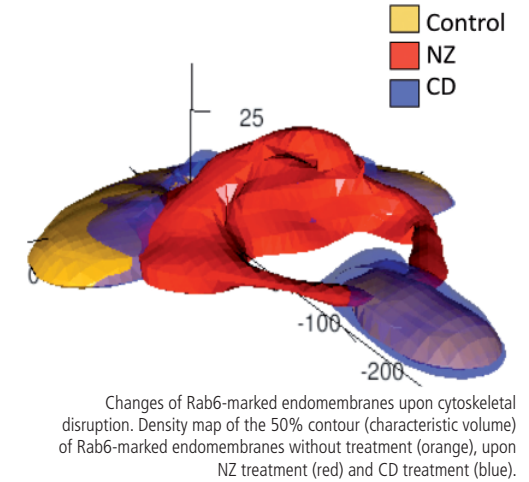 Control
NZ
CD
25
0
-100
-200
Changes of Rab6-marked endomembranes upon cytoskeletal
disruption. Density map of the 50% contour (characteristic volume)
of Rab6-marked endomembranes without treatment (orange), upon
NZ treatment (red) and CD treatment (blue).